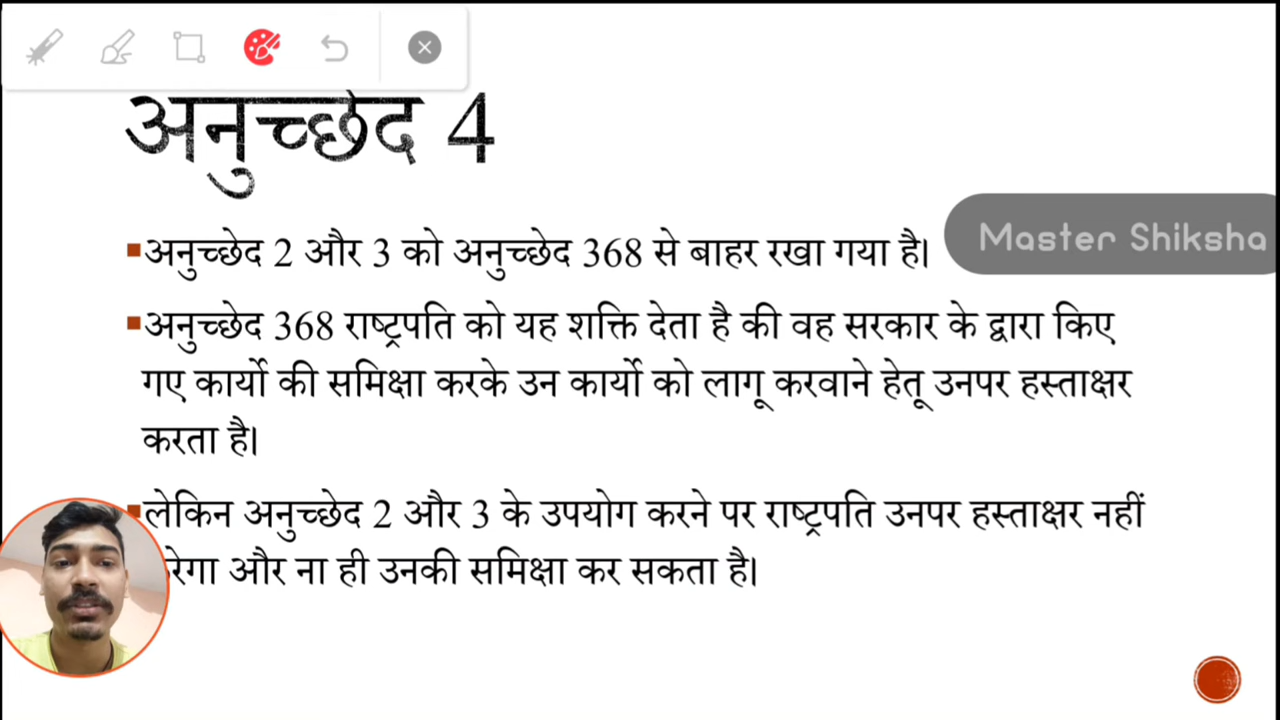 अनुच्छेद 4
Master Shiksha
▪अनुच्छेद 2 और 3 को अनुच्छेद 368 से बाहर रखा गया है।
▪अनुच्छेद 368 राष्ट्रपति को यह शक्ति देता है की वह सरकार के द्वारा किए
गए कार्यो की समिक्षा करके उन कार्यो को लागू करवाने हेतू उनपर हस्ताक्षर
करता है।
▪लेकिन अनुच्छेद 2 और 3 के उपयोग करने पर राष्ट्रपति उनपर हस्ताक्षर नहीं
और ना ही उनकी समिक्षा कर सकता है।